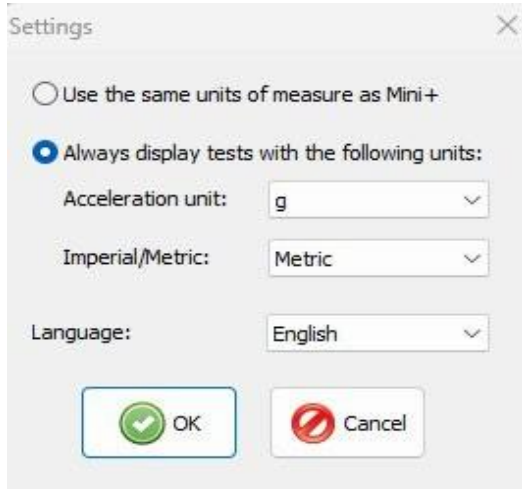 Settings
Use the same units of measure as Mini+
Always display tests with the following units:
Acceleration unit: g
Imperial/Metric: Metric
Language: English
OK Cancel